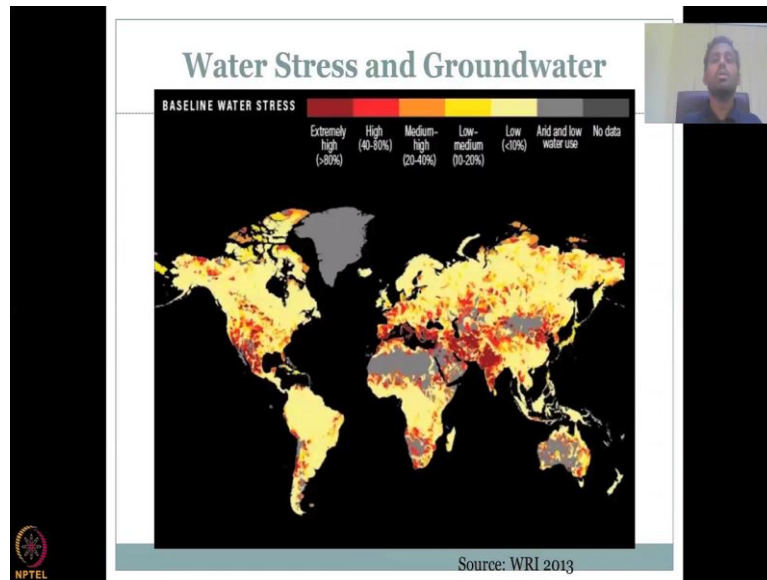 Water Stress and Groundwater
BASELINE WATER STRESS
Extremely high (>80%)
High (40-80%)
Medium-high (20-40%)
Low-medium (10-20%)
Low (<10%)
Arid and low water use
No data
Source: WRI 2013
NPTEL